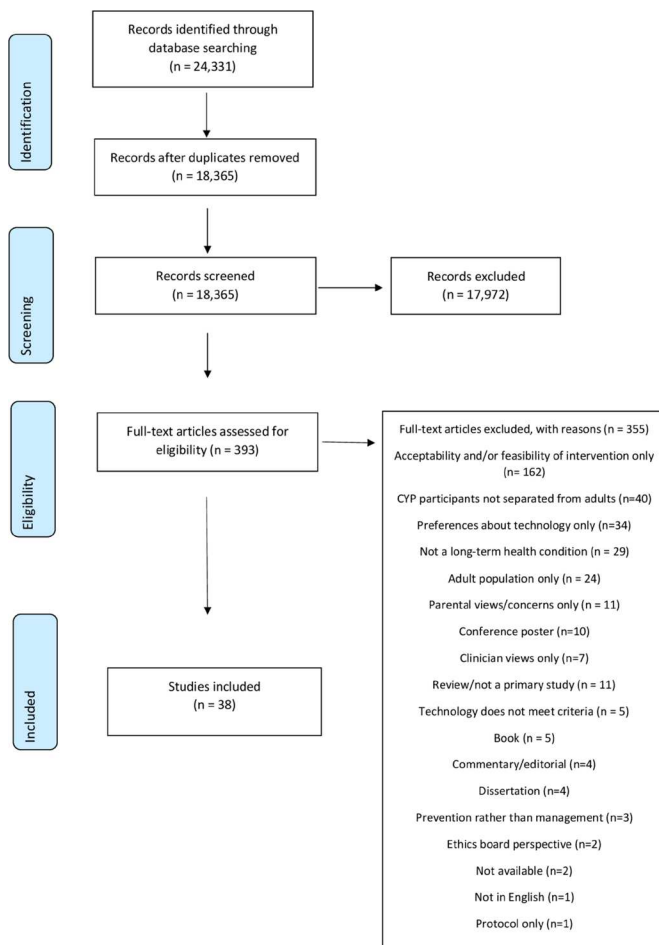 Identification
Records identified through
database searching
(n = 24,331)
Records after duplicates removed
(n = 18,365)
Screening
Records screened
(n = 18,365)
Records excluded
(n = 17,972)
Eligibility
Full-text articles assessed for
eligibility (n = 393)
Full-text articles excluded, with reasons (n = 355)
Acceptability and/or feasibility of intervention only
(n= 162)
CYP participants not separated from adults (n=40)
Preferences about technology only (n=34)
Not a long-term health condition (n = 29)
Adult population only (n = 24)
Parental views/concerns only (n = 11)
Conference poster (n=10)
Clinician views only (n=7)
Review/not a primary study (n = 11)
Technology does not meet criteria (n = 5)
Book (n = 5)
Commentary/editorial (n=4)
Dissertation (n=4)
Prevention rather than management (n=3)
Ethics board perspective (n=2)
Not available (n=2)
Not in English (n=1)
Protocol only (n=1)
Included
Studies included
(n = 38)